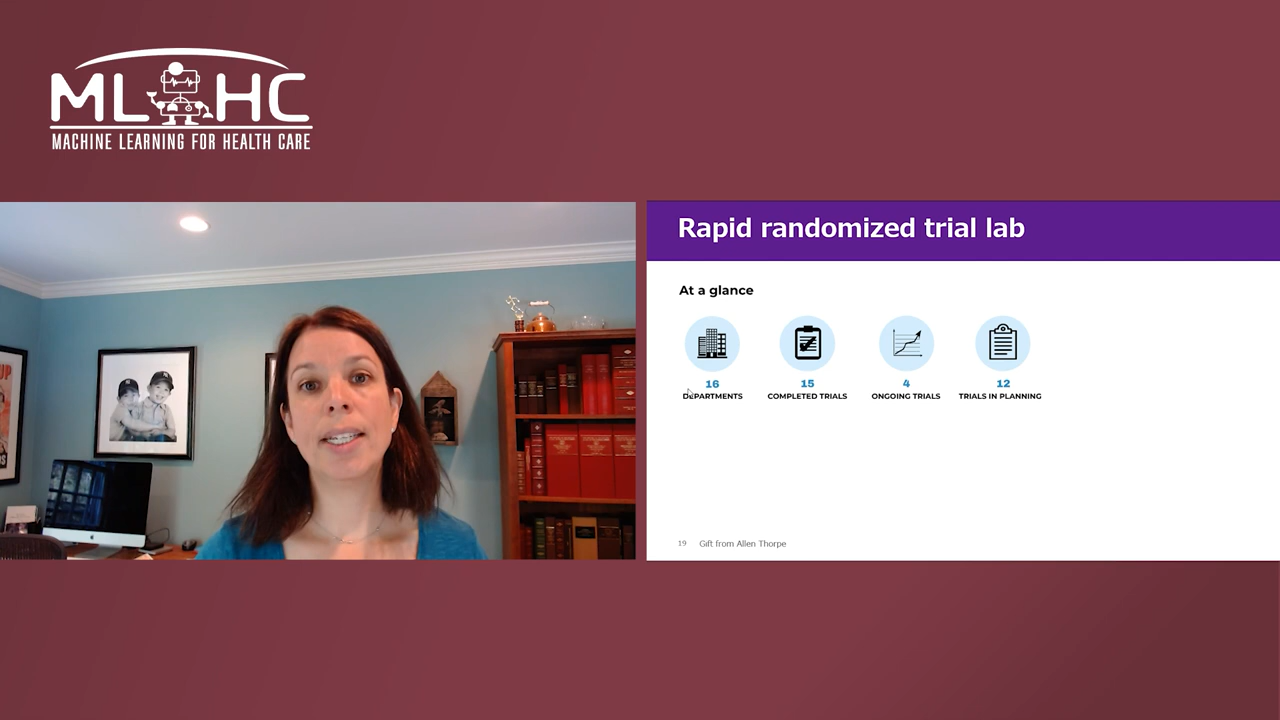 ML HC
MACHINE LEARNING FOR HEALTH CARE
UP
Rapid randomized trial lab
At a glance
16
DEPARTMENTS
15
COMPLETED TRIALS
4
ONGOING TRIALS
12
TRIALS IN PLANNING
19 Gift from Allen Thorpe